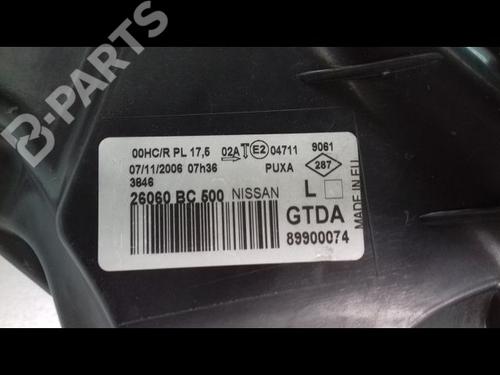 B-PARTS
00HC/R PL 17,5 02A E2 04711 9061
07/11/2006 07h36 PUXA 287
3846
26060 BC 500 NISSAN L
GTDA
89900074
MADE IN EU